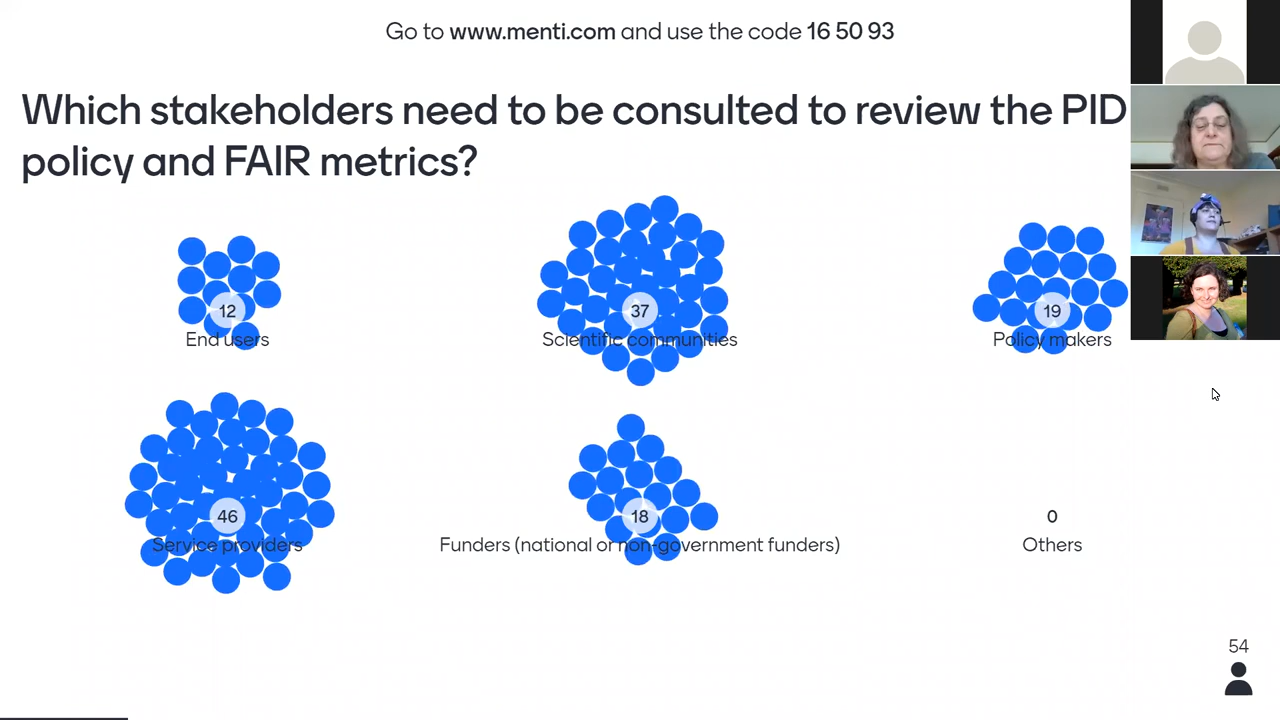 Go to www.menti.com and use the code 16 50 93
Which stakeholders need to be consulted to review the PID
policy and FAIR metrics?
12
End users
37
Scientific communities
19
Policy makers
46
Service providers
18
Funders (national or non-government funders)
0
Others
54